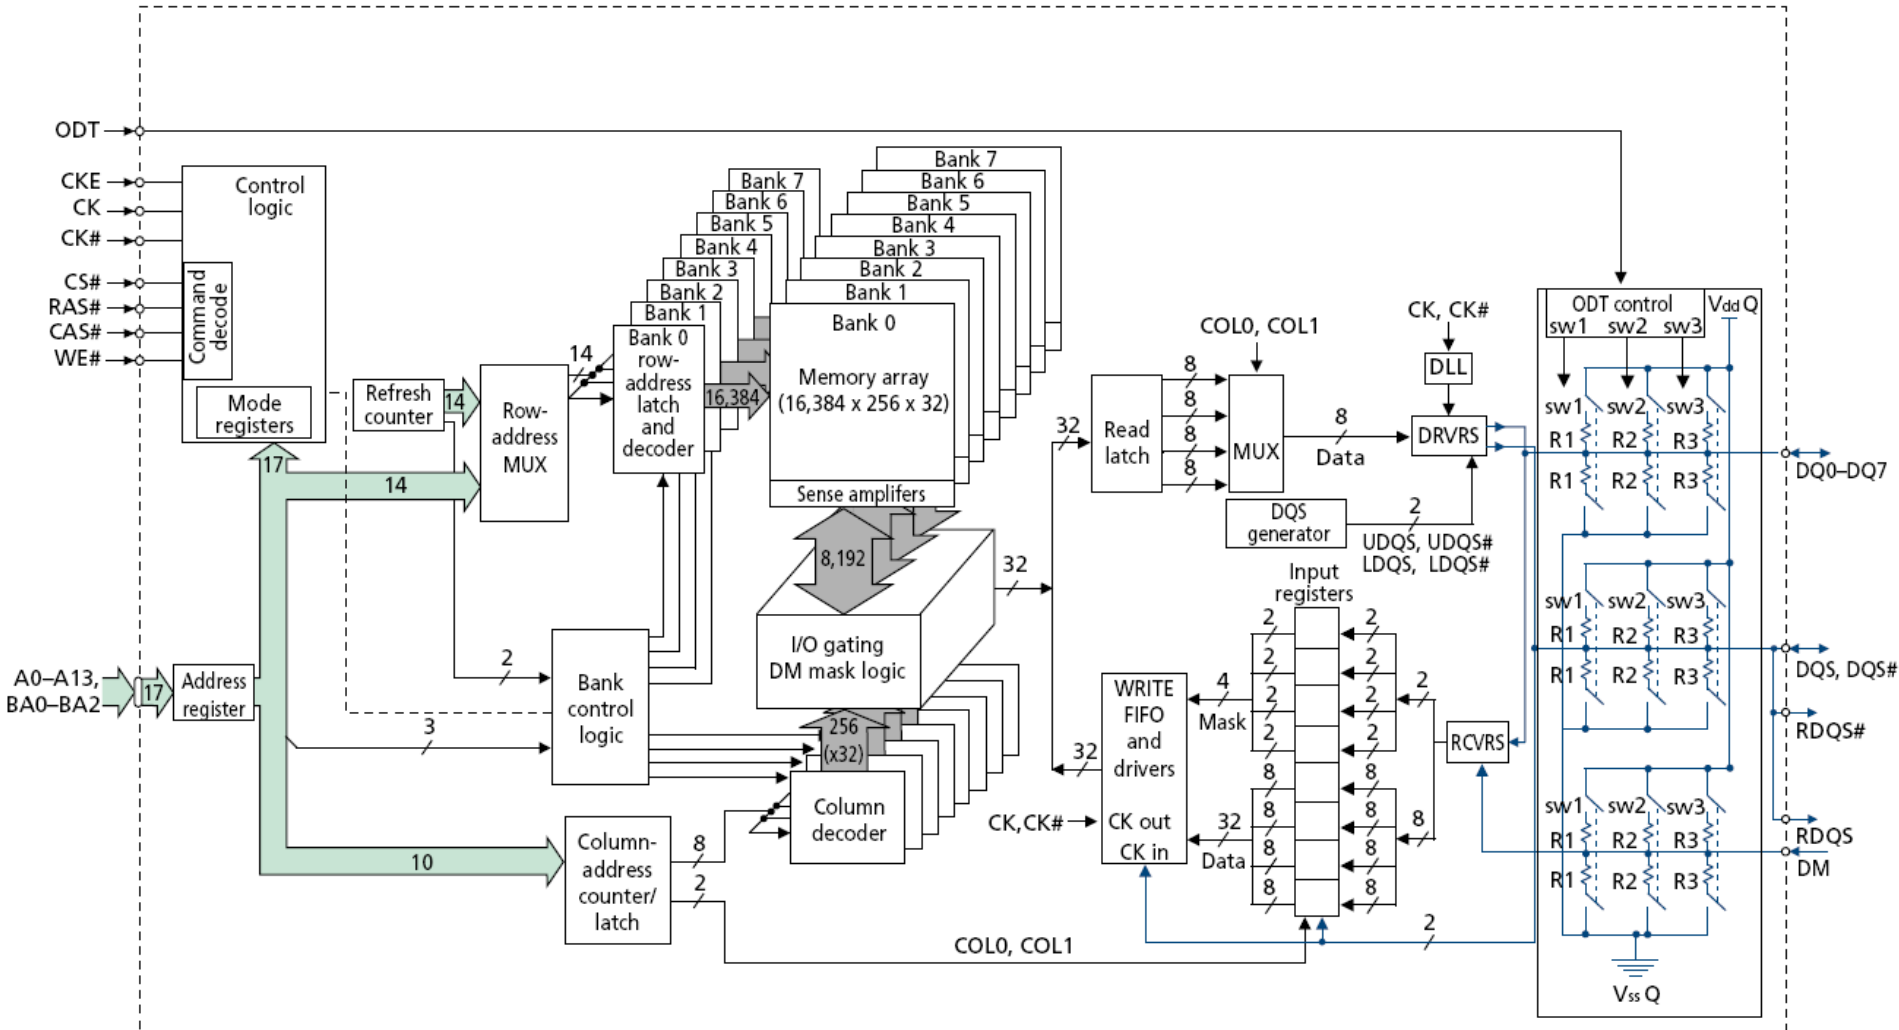 ODT
CKE
CK
CK#
CS#
RAS#
CAS#
WE#
Control
logic
Command
decode
Mode
registers
A0–A13,
BA0–BA2
17
Address
register
17
14
10
3
2
Refresh
counter
14
Row-
address
MUX
14
Bank 7
Bank 6
Bank 5
Bank 4
Bank 3
Bank 2
Bank 1
Bank 0
row-
address
latch
and
decoder
16,384
Bank 7
Bank 6
Bank 5
Bank 4
Bank 3
Bank 2
Bank 1
Bank 0
Memory array
(16,384 x 256 x 32)
Sense amplifers
8,192
I/O gating
DM mask logic
256
(x32)
Column
decoder
Bank
control
logic
Column-
address
counter/
latch
8
2
COL0, COL1
32
32
32
Read
latch
8
8
8
8
COL0, COL1
MUX
8
Data
CK, CK#
DLL
DRVRS
DQS
generator
2
UDQS, UDQS#
LDQS, LDQS#
Input
registers
2
2
2
2
8
8
8
8
2
2
2
2
8
8
8
8
WRITE
FIFO
and
drivers
CK out
CK in
CK,CK#
4
Mask
32
Data
2
8
RCVRS
2
ODT control
sw1 sw2 sw3
Vdd Q
sw1 sw2 sw3
R1 R2 R3
R1 R2 R3
sw1 sw2 sw3
R1 R2 R3
R1 R2 R3
sw1 sw2 sw3
R1 R2 R3
R1 R2 R3
Vss Q
DQ0–DQ7
DQS, DQS#
RDQS#
RDQS
DM